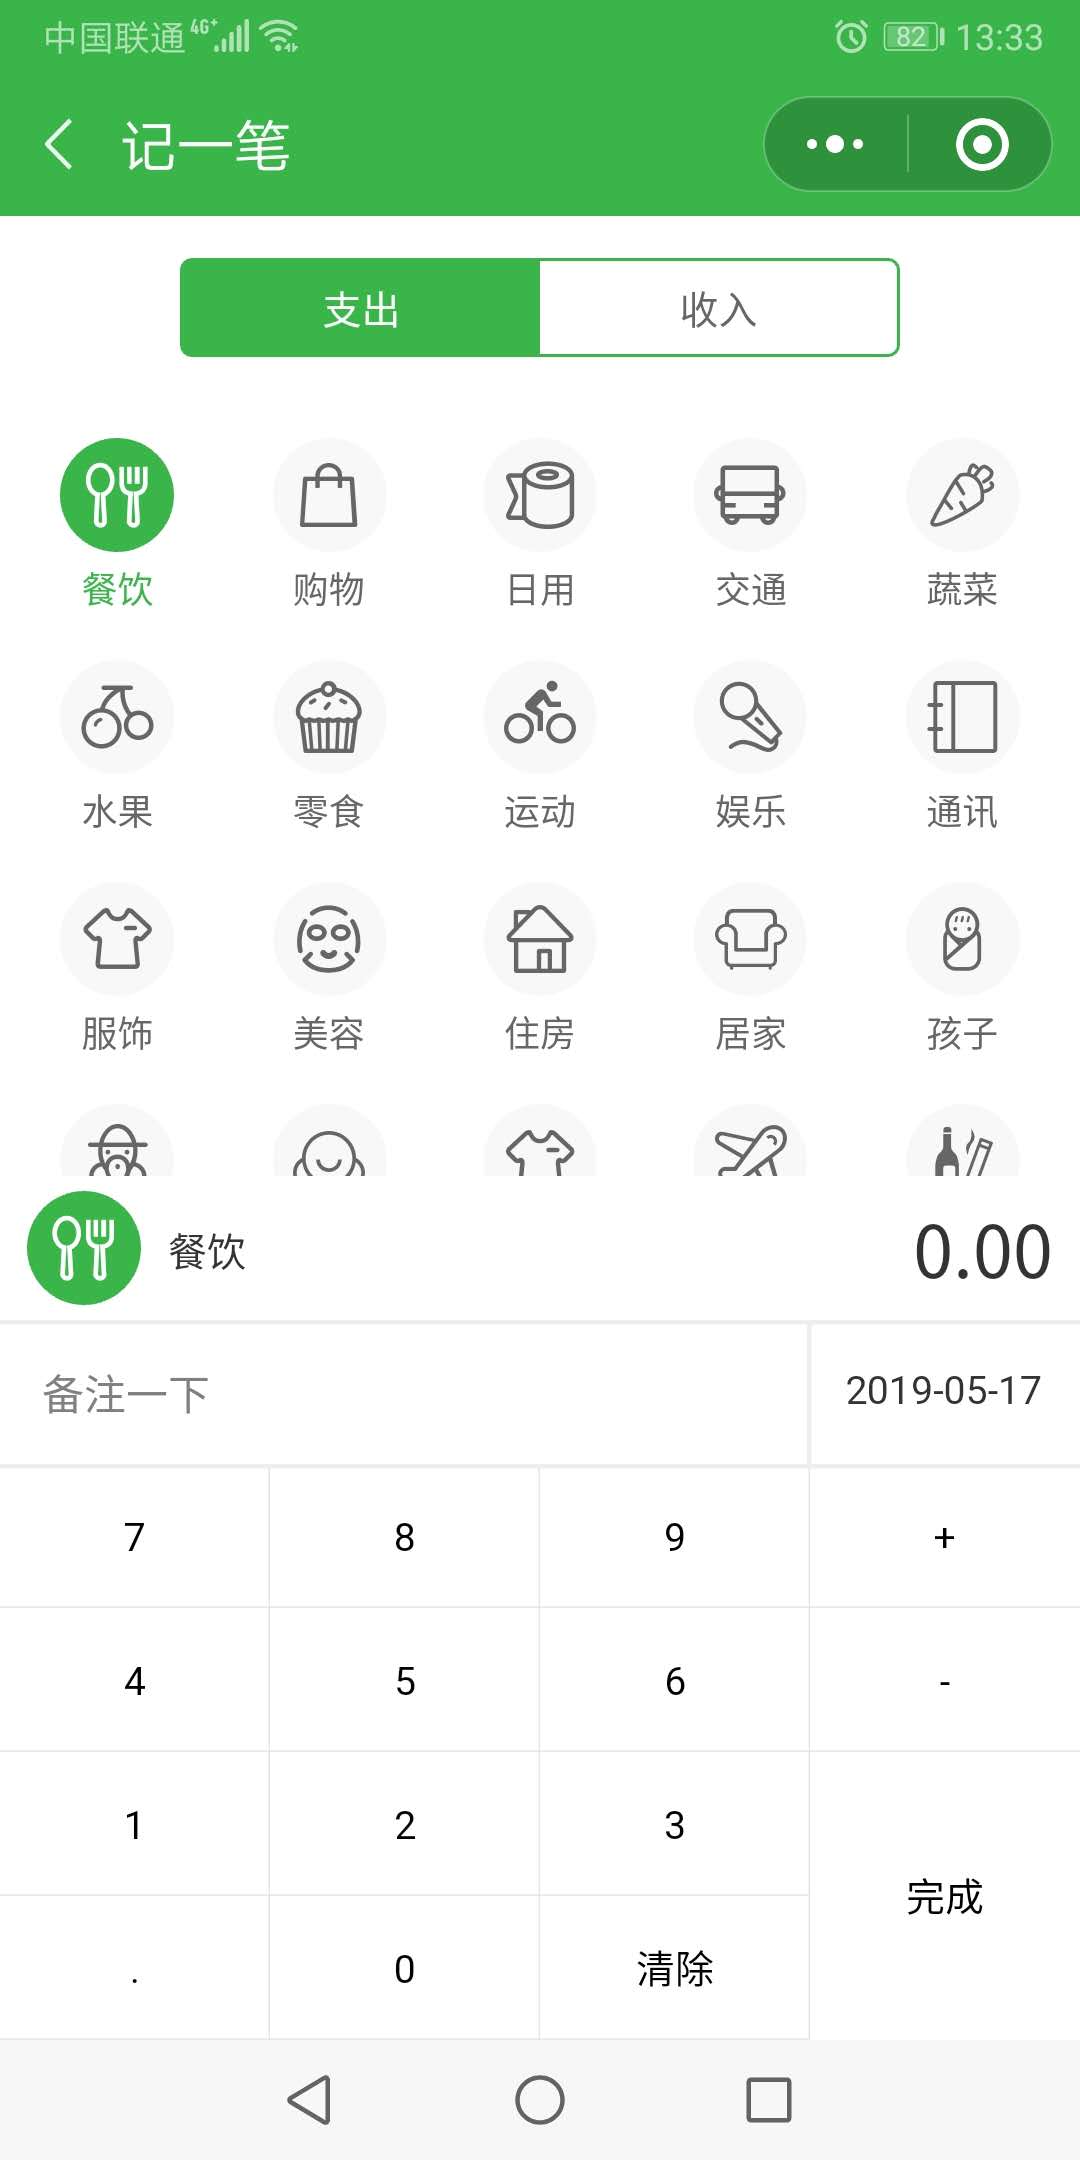 中国联通 4G+ 82 13:33
记一笔
支出 收入
餐饮 购物 日用 交通 蔬菜
水果 零食 运动 娱乐 通讯
服饰 美容 住房 居家 孩子
餐饮 0.00
备注一下 2019-05-17
7 8 9 +
4 5 6 -
1 2 3
完成
. 0 清除